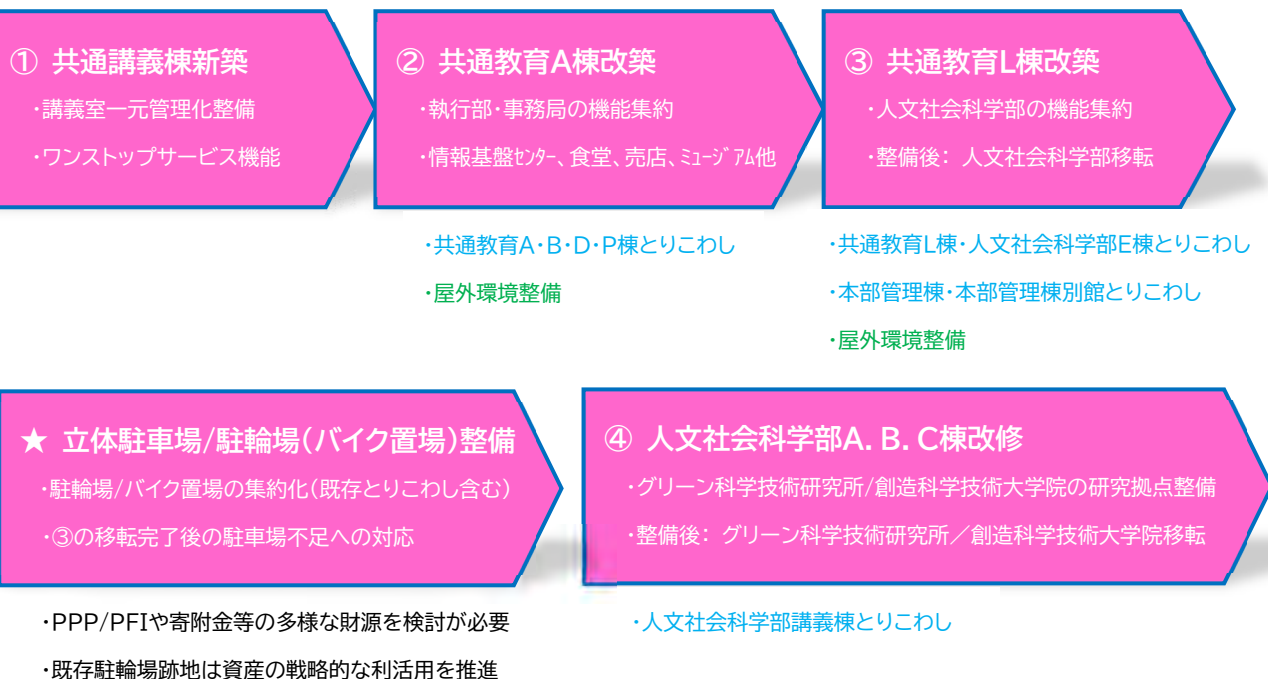 ① 共通講義棟新築
・講義室一元管理化整備
・ワンストップサービス機能
② 共通教育A棟改築
・執行部・事務局の機能集約
・情報基盤ｾﾝﾀｰ、食堂、売店、ﾐｭｰｼﾞｱﾑ他
・共通教育A・B・D・P棟とりこわし
・屋外環境整備
③ 共通教育L棟改築
・人文社会科学部の機能集約
・整備後： 人文社会科学部移転
・共通教育L棟・人文社会科学部E棟とりこわし
・本部管理棟・本部管理棟別館とりこわし
・屋外環境整備
★ 立体駐車場/駐輪場（バイク置場）整備
・駐輪場/バイク置場の集約化（既存とりこわし含む）
・③の移転完了後の駐車場不足への対応
・PPP/PFIや寄附金等の多様な財源を検討が必要
・既存駐輪場跡地は資産の戦略的な利活用を推進
④ 人文社会科学部A．B．C棟改修
・グリーン科学技術研究所/創造科学技術大学院の研究拠点整備
・整備後： グリーン科学技術研究所／創造科学技術大学院移転
・人文社会科学部講義棟とりこわし